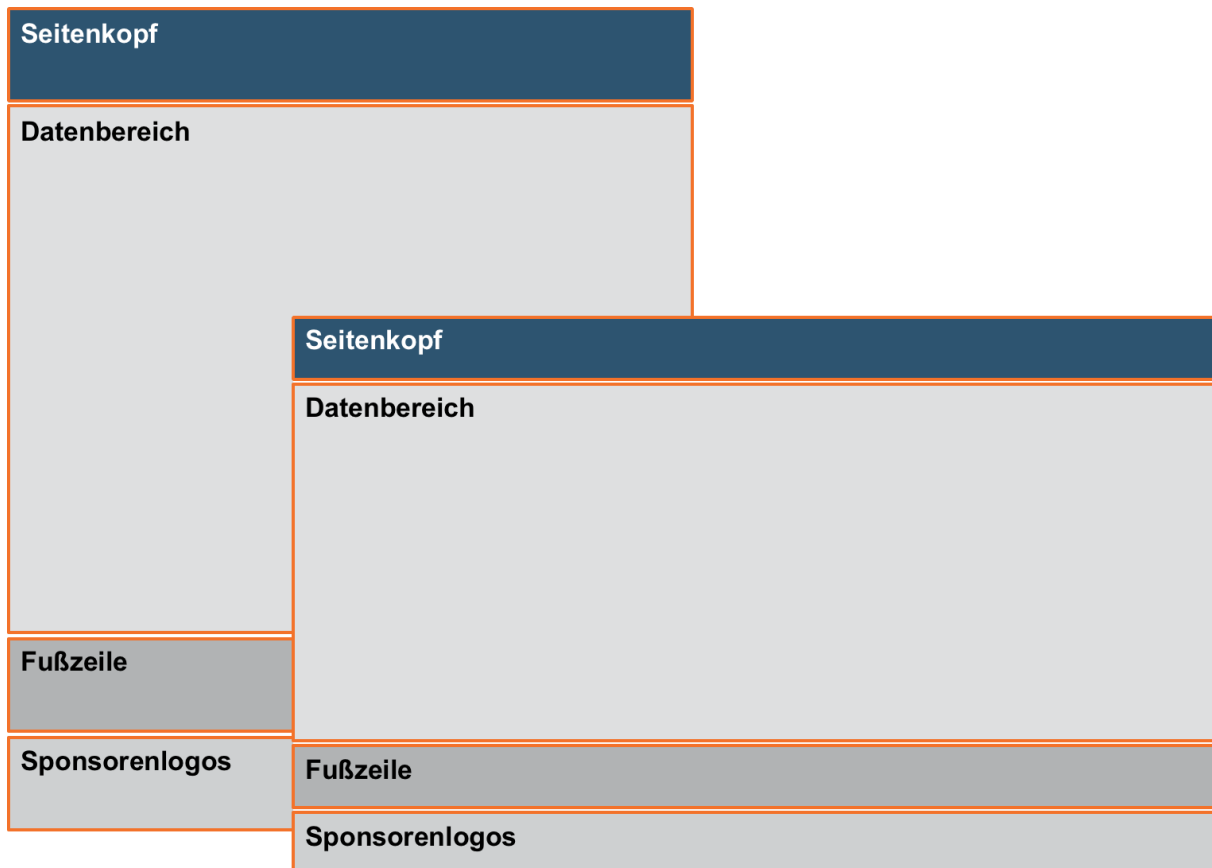 Seitenkopf
Datenbereich
Fußzeile
Sponsorenlogos
Seitenkopf
Datenbereich
Fußzeile
Sponsorenlogos